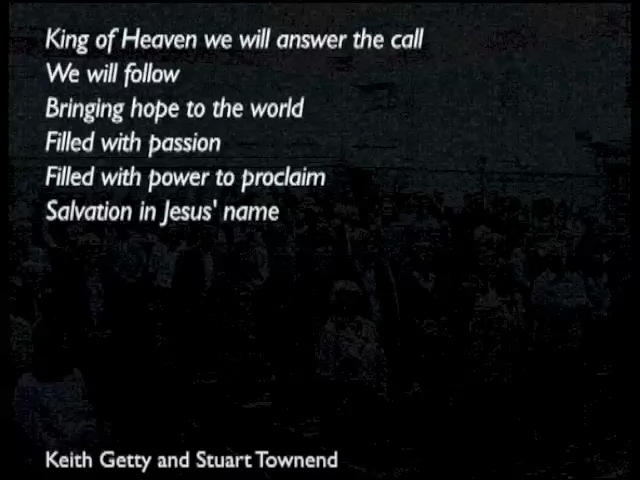 King of Heaven we will answer the call
We will follow
Bringing hope to the world
Filled with passion
Filled with power to proclaim
Salvation in Jesus' name
Keith Getty and Stuart Townend